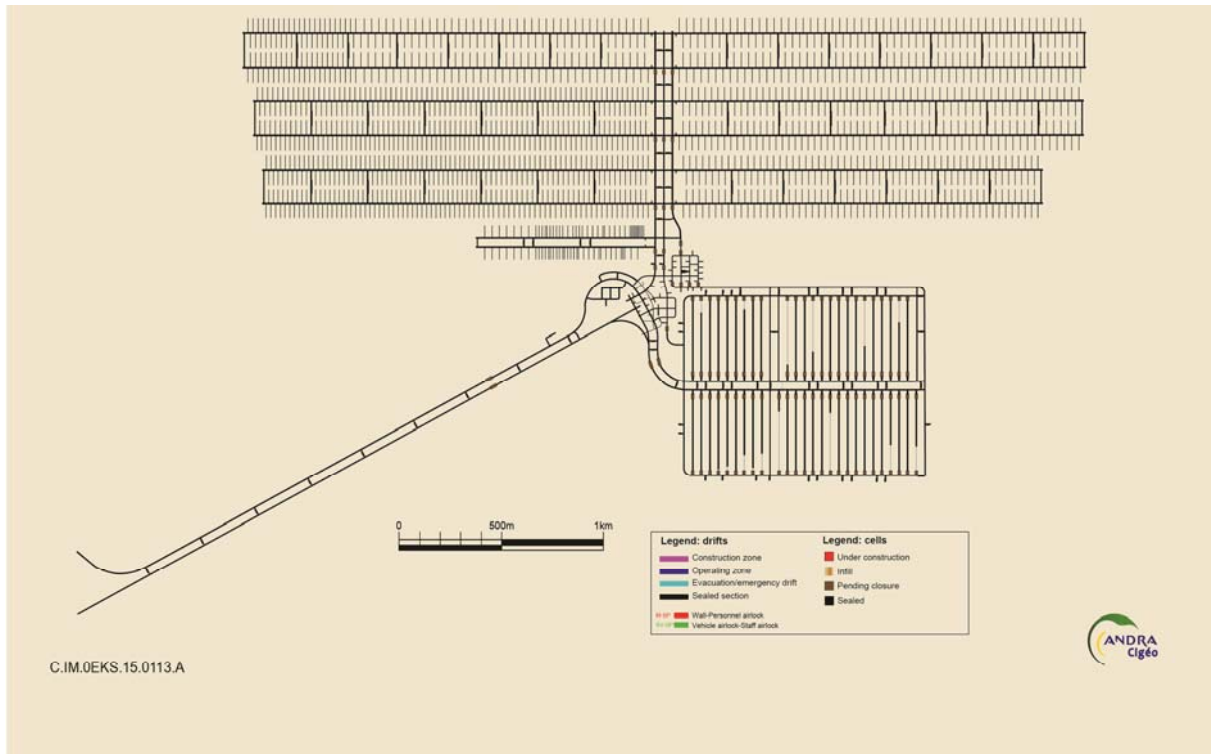 0 500m 1km
Legend: drifts
Construction zone
Operating zone
Evacuation/emergency drift
Sealed section
Wall-Personnel airlock
Vehicle airlock-Staff airlock
Legend: cells
Under construction
Infill
Pending closure
Sealed
ANDRA
Cigéo
C.IM.0EKS.15.0113.A